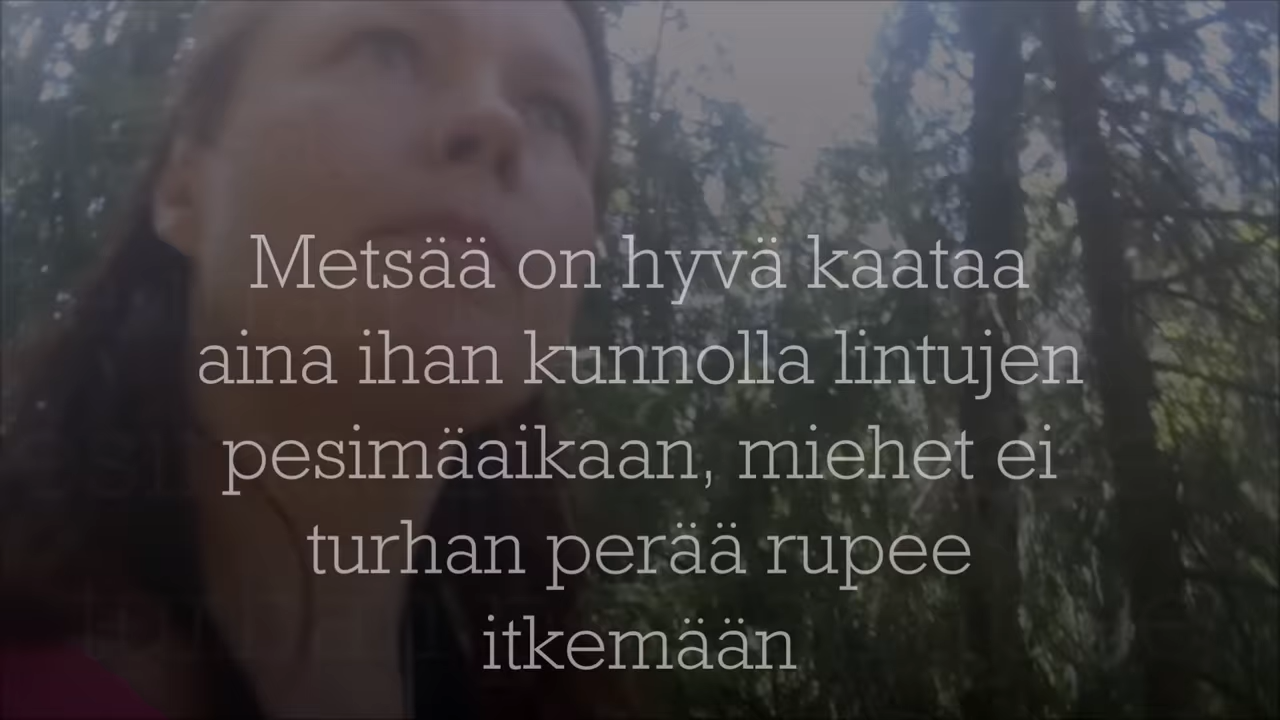 Metsää on hyvä kaataa
aina ihan kunnolla lintujen
pesimäaikaan, miehet ei
turhan perää rupee
itkemään